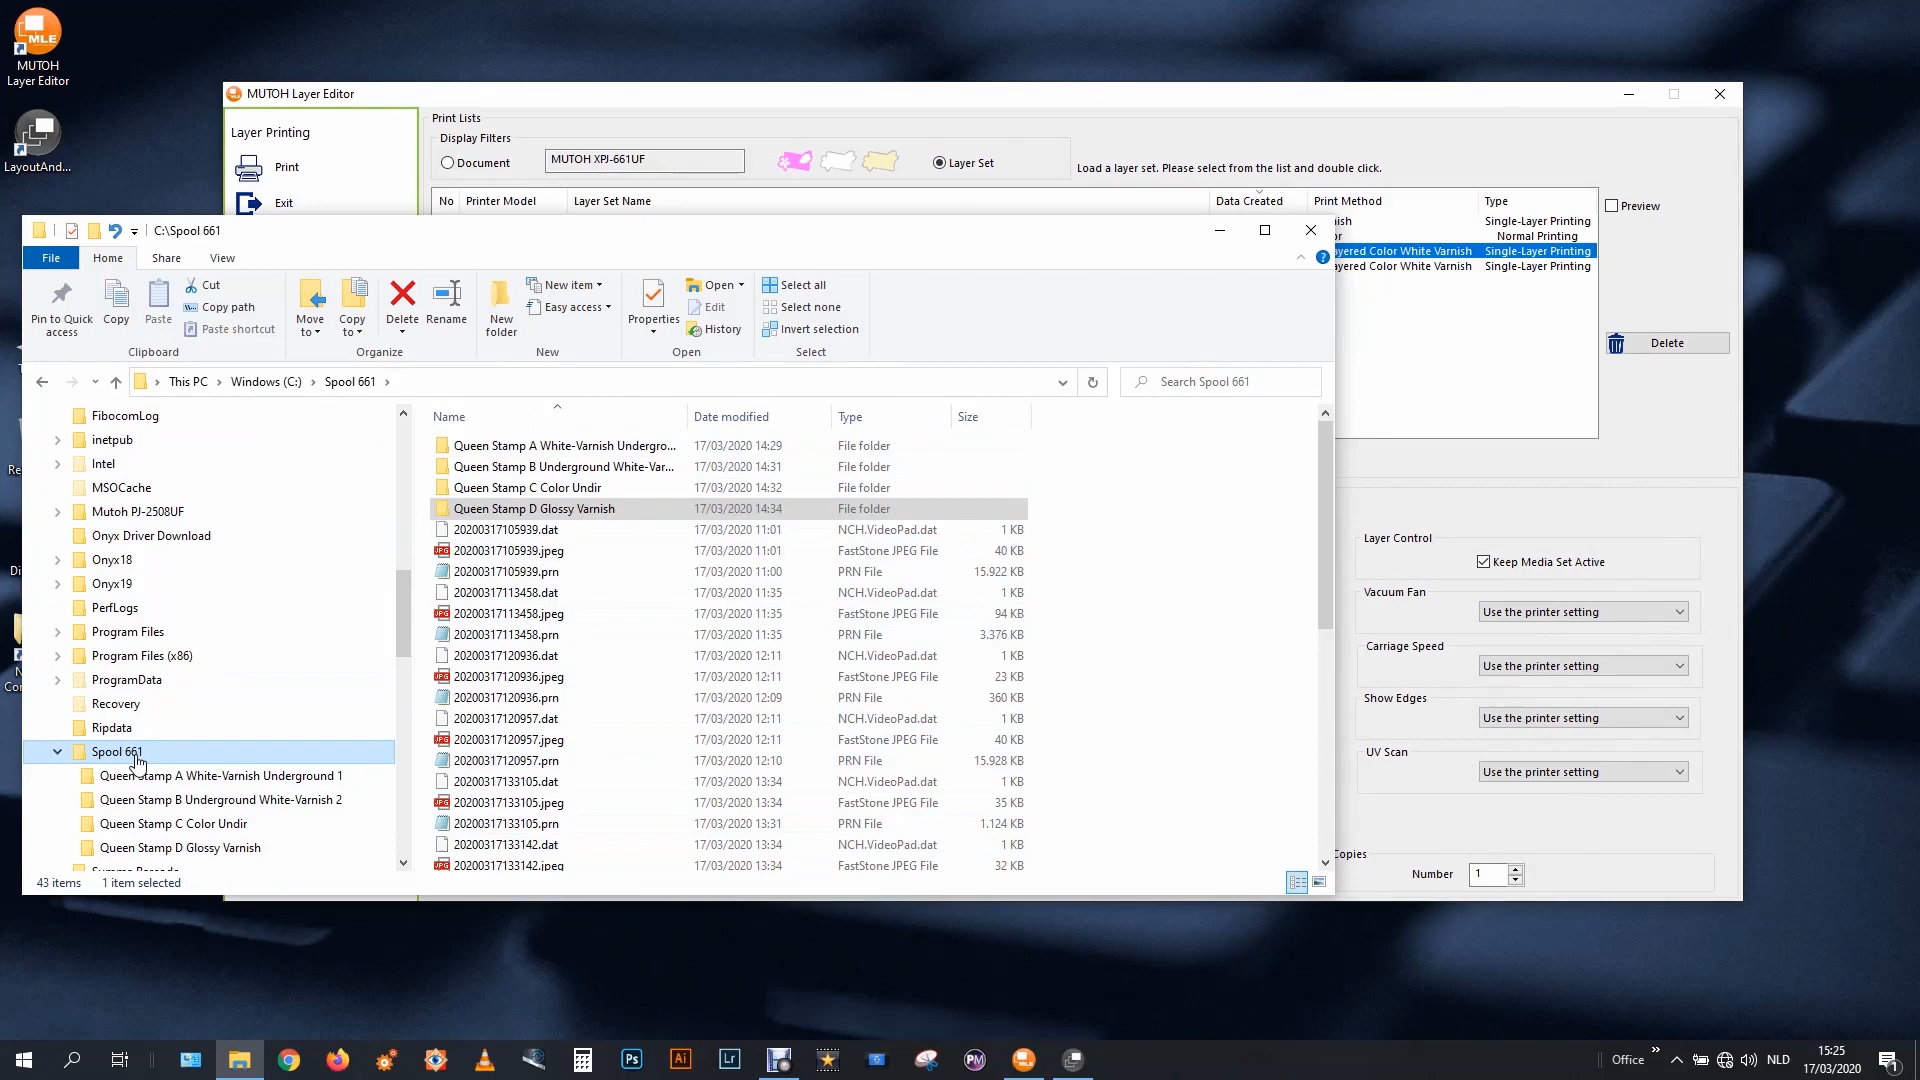 MUTOH
Layer Editor
LayoutAnd...
MUTOH Layer Editor
Layer Printing
Print
Exit
Print Lists
Display Filters
Document
MUTOH XPJ-661UF
Layer Set
Load a layer set. Please select from the list and double click.
No Printer Model Layer Set Name Data Created Print Method Type
Preview
Single-Layer Printing
Normal Printing
ayered Color White Varnish Single-Layer Printing
ayered Color White Varnish Single-Layer Printing
Delete
Layer Control
Keep Media Set Active
Vacuum Fan
Use the printer setting
Carriage Speed
Use the printer setting
Show Edges
Use the printer setting
UV Scan
Use the printer setting
Copies
Number 1
C:\Spool 661
File Home Share View
Pin to Quick access
Copy
Paste
Cut
Copy path
Paste shortcut
Clipboard
Move to
Copy to
Delete
Rename
Organize
New folder
New item
Easy access
New
Properties
Open
Edit
History
Open
Select all
Select none
Invert selection
Select
This PC > Windows (C:) > Spool 661 >
Search Spool 661
FibocomLog
inetpub
Intel
MSOCache
Mutoh PJ-2508UF
Onyx Driver Download
Onyx18
Onyx19
PerfLogs
Program Files
Program Files (x86)
ProgramData
Recovery
Ripdata
Spool 661
Queen Stamp A White-Varnish Underground 1
Queen Stamp B Underground White-Varnish 2
Queen Stamp C Color Undir
Queen Stamp D Glossy Varnish
Name Date modified Type Size
Queen Stamp A White-Varnish Undergro... 17/03/2020 14:29 File folder
Queen Stamp B Underground White-Var... 17/03/2020 14:31 File folder
Queen Stamp C Color Undir 17/03/2020 14:32 File folder
Queen Stamp D Glossy Varnish 17/03/2020 14:34 File folder
20200317105939.dat 17/03/2020 11:01 NCH.VideoPad.dat 1 KB
20200317105939.jpeg 17/03/2020 11:01 FastStone JPEG File 40 KB
20200317105939.prn 17/03/2020 11:00 PRN File 15.922 KB
20200317113458.dat 17/03/2020 11:35 NCH.VideoPad.dat 1 KB
20200317113458.jpeg 17/03/2020 11:35 FastStone JPEG File 94 KB
20200317113458.prn 17/03/2020 11:35 PRN File 3.376 KB
20200317120936.dat 17/03/2020 12:11 NCH.VideoPad.dat 1 KB
20200317120936.jpeg 17/03/2020 12:11 FastStone JPEG File 23 KB
20200317120936.prn 17/03/2020 12:09 PRN File 360 KB
20200317120957.dat 17/03/2020 12:11 NCH.VideoPad.dat 1 KB
20200317120957.jpeg 17/03/2020 12:11 FastStone JPEG File 40 KB
20200317120957.prn 17/03/2020 12:10 PRN File 15.928 KB
20200317133105.dat 17/03/2020 13:34 NCH.VideoPad.dat 1 KB
20200317133105.jpeg 17/03/2020 13:34 FastStone JPEG File 35 KB
20200317133105.prn 17/03/2020 13:31 PRN File 1.124 KB
20200317133142.dat 17/03/2020 13:34 NCH.VideoPad.dat 1 KB
20200317133142.jpeg 17/03/2020 13:34 FastStone JPEG File 32 KB
43 items 1 item selected
Office
NLD
15:25
17/03/2020